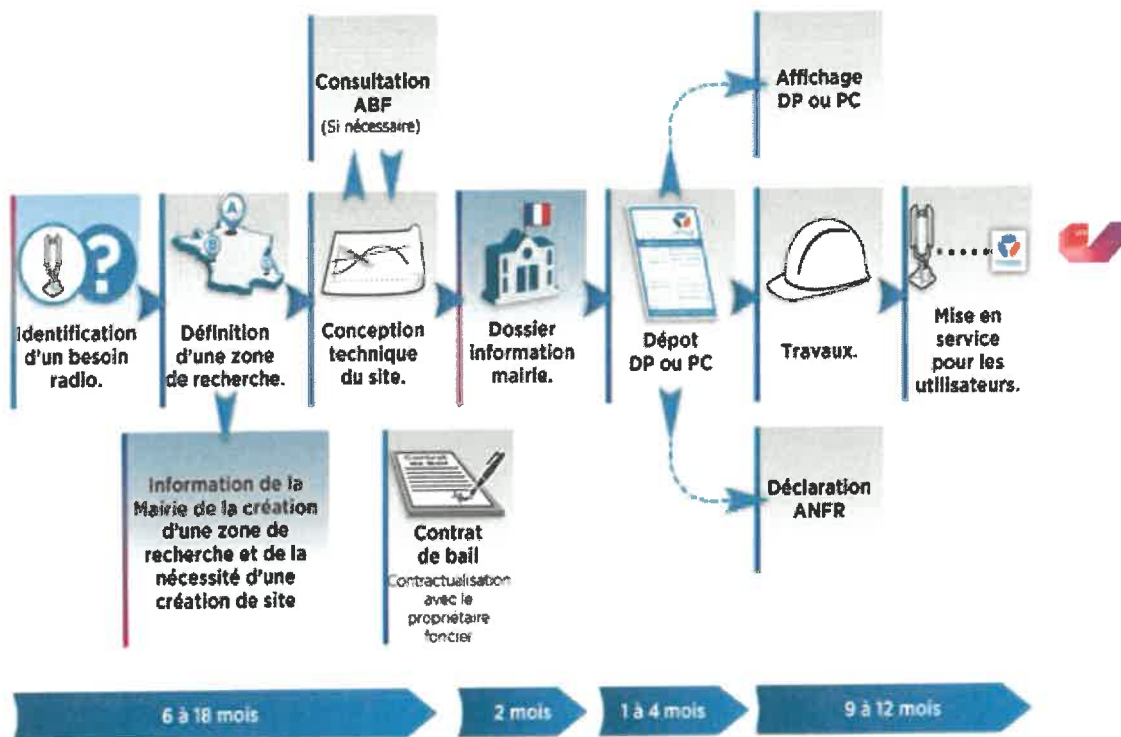 Consultation
ABF
(Si nécessaire)
Affichage
DP ou PC
A
B
Identification
d'un besoin
radio.
Définition
d'une zone
de recherche.
Conception
technique
du site.
Dossier
information
mairie.
Dépot
DP ou PC
Travaux.
Mise en
service
pour les
utilisateurs.
Information de la
Mairie de la création
d'une zone de
recherche et de la
nécessité d'une
création de site
Contrat
de Bail
Contrat
de bail
Contractualisation
avec le
propriétaire
foncier
Déclaration
ANFR
6 à 18 mois
2 mois
1 à 4 mois
9 à 12 mois